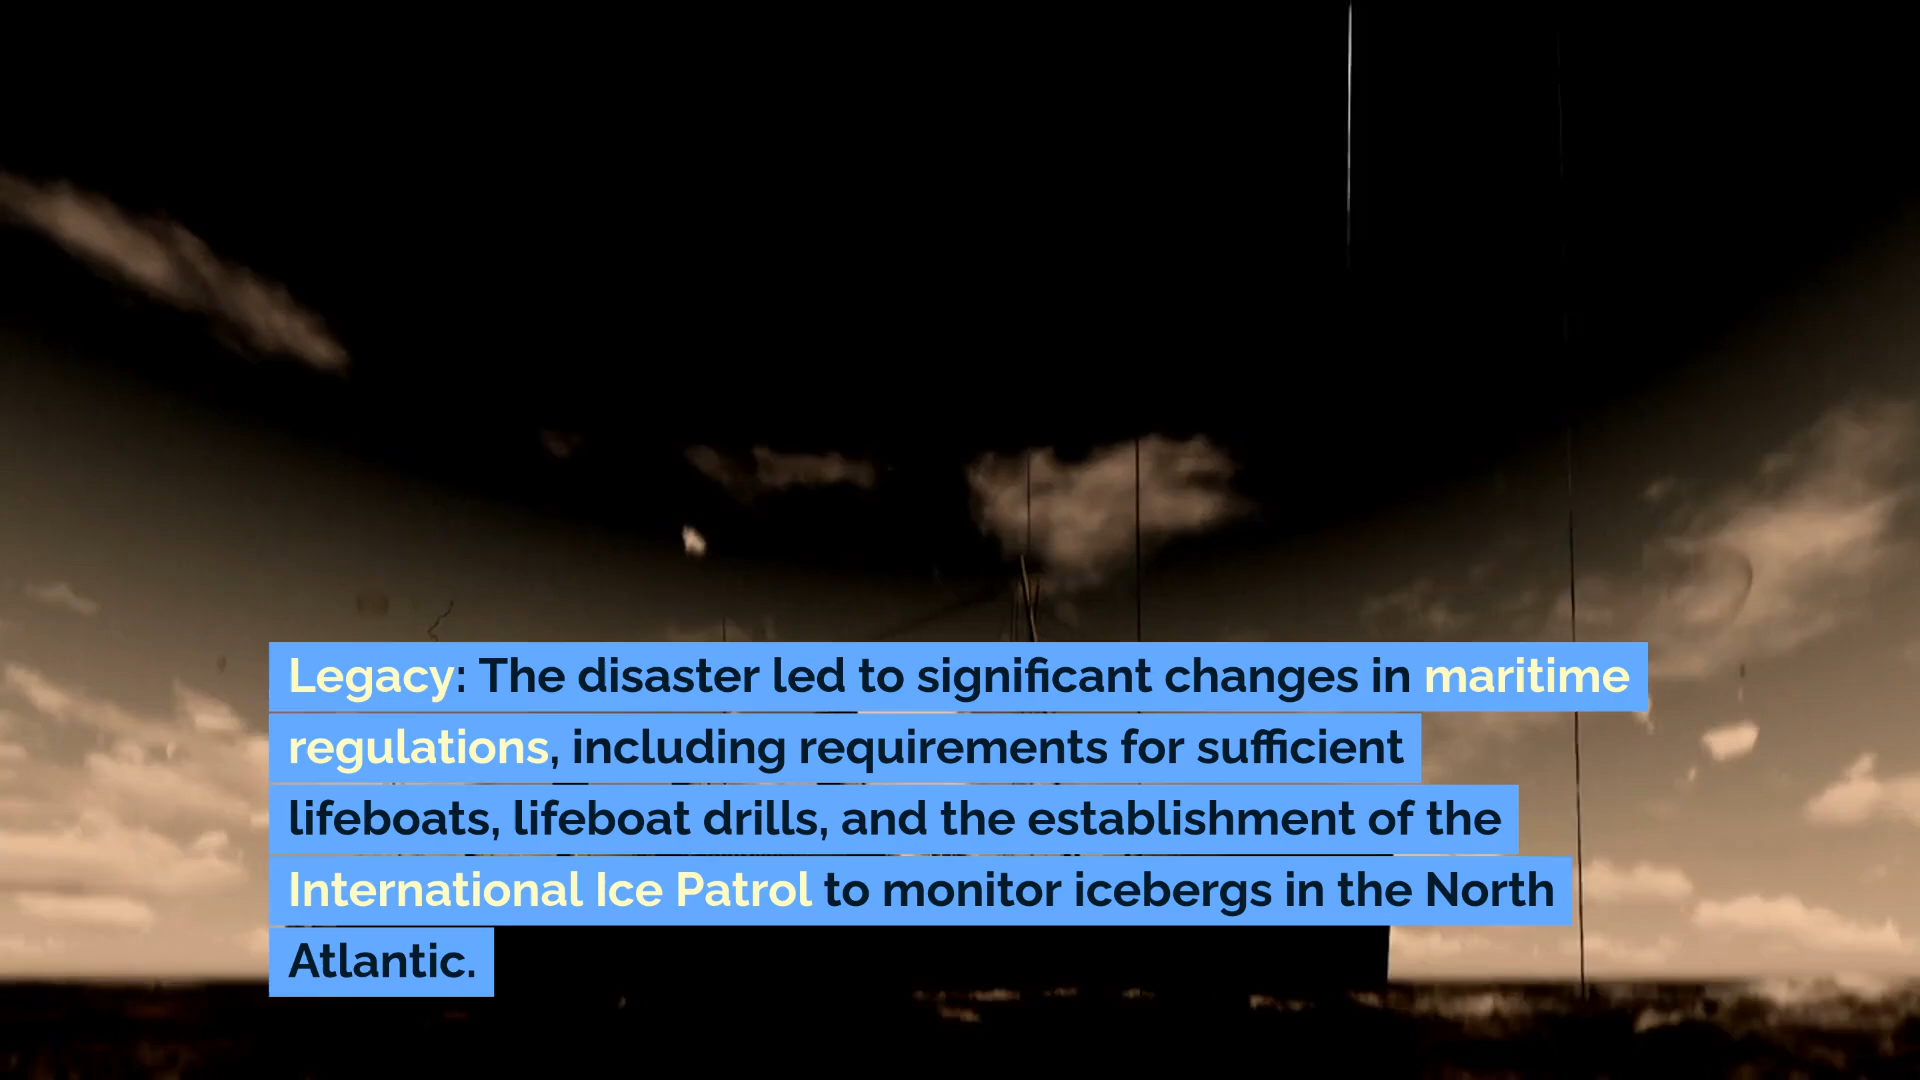 Legacy: The disaster led to significant changes in maritime
regulations, including requirements for sufficient
lifeboats, lifeboat drills, and the establishment of the
International Ice Patrol to monitor icebergs in the North
Atlantic.